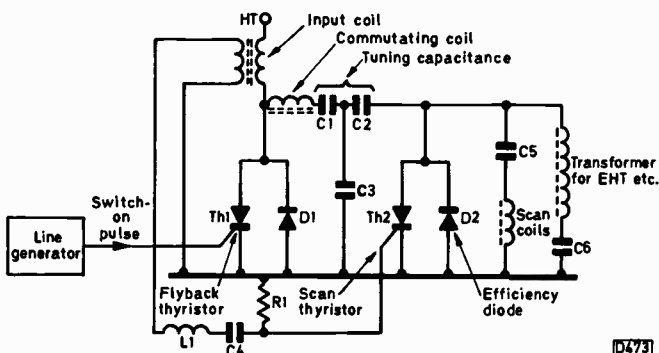 HT
Input coil
Commutating coil
Tuning capacitance
C1
C2
C5
Transformer
for EHT etc.
C3
Switch-
on
pulse
Th1
D1
Th2
D2
Scan
coils
C6
Line
generator
Flyback
thyristor
R1
Scan
thyristor
Efficiency
diode
L1
C4
D473